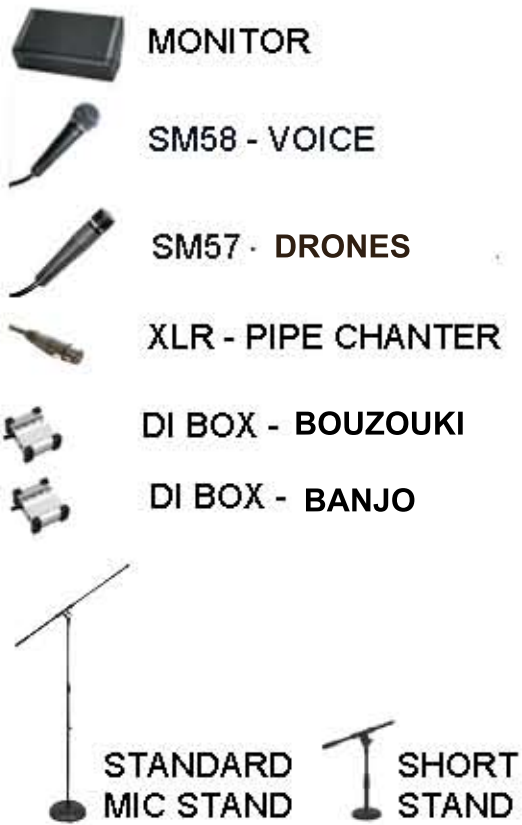 MONITOR
SM58 - VOICE
SM57 - DRONES
XLR - PIPE CHANTER
DI BOX - BOUZOUKI
DI BOX - BANJO
STANDARD
MIC STAND
SHORT
STAND